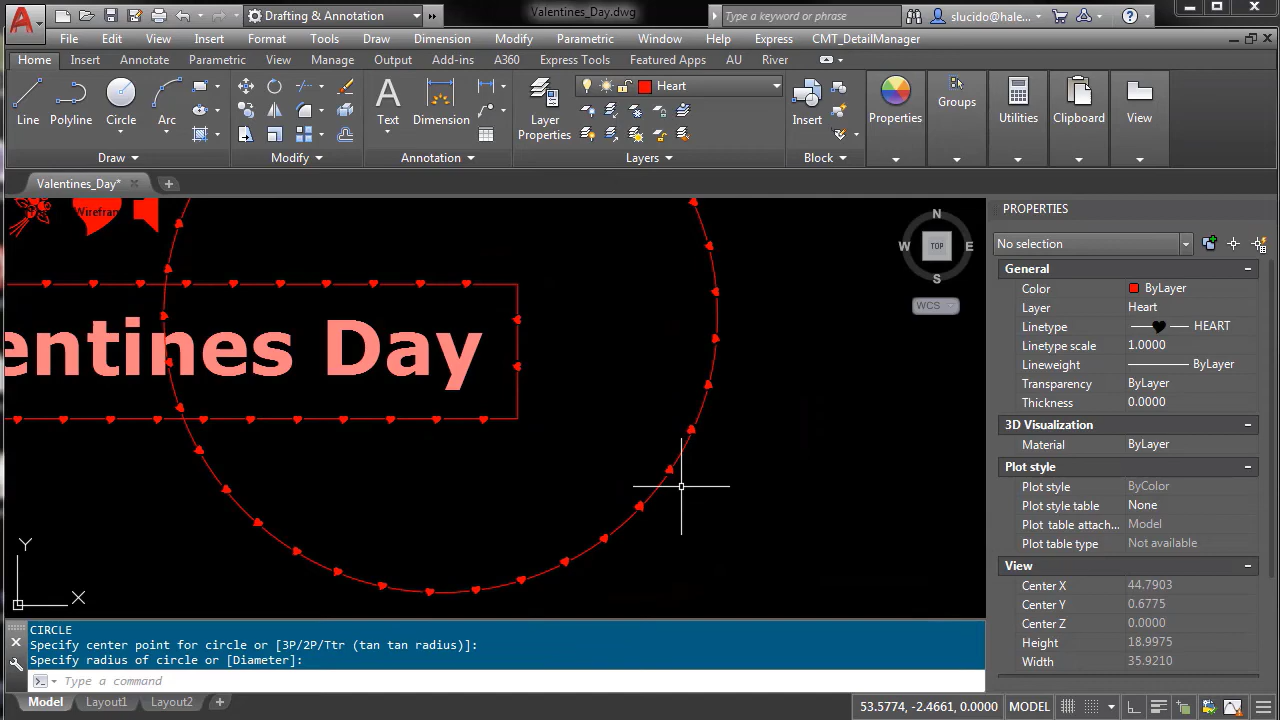 A
Drafting & Annotation
Valentines_Day.dwg
Type a keyword or phrase
slucido@hale...
?
File
Edit
View
Insert
Format
Tools
Draw
Dimension
Modify
Parametric
Window
Help
Express
CMT_DetailManager
Home
Insert
Annotate
Parametric
View
Manage
Output
Add-ins
A360
Express Tools
Featured Apps
AU
River
Line
Polyline
Circle
Arc
Draw
Modify
A
Text
Dimension
Annotation
Layer
Properties
Heart
Layers
Insert
Block
Properties
Groups
Utilities
Clipboard
View
Valentines_Day*
Wirefram
entines Day
N
W
TOP
E
S
WCS
Y
X
PROPERTIES
No selection
General
Color ByLayer
Layer Heart
Linetype HEART
Linetype scale 1.0000
Lineweight ByLayer
Transparency ByLayer
Thickness 0.0000
3D Visualization
Material ByLayer
Plot style
Plot style ByColor
Plot style table None
Plot table attach... Model
Plot table type Not available
View
Center X 44.7903
Center Y 0.6775
Center Z 0.0000
Height 18.9975
Width 35.9210
CIRCLE
Specify center point for circle or [3P/2P/Ttr (tan tan radius)]:
Specify radius of circle or [Diameter]:
Type a command
Model
Layout1
Layout2
53.5774, -2.4661, 0.0000
MODEL